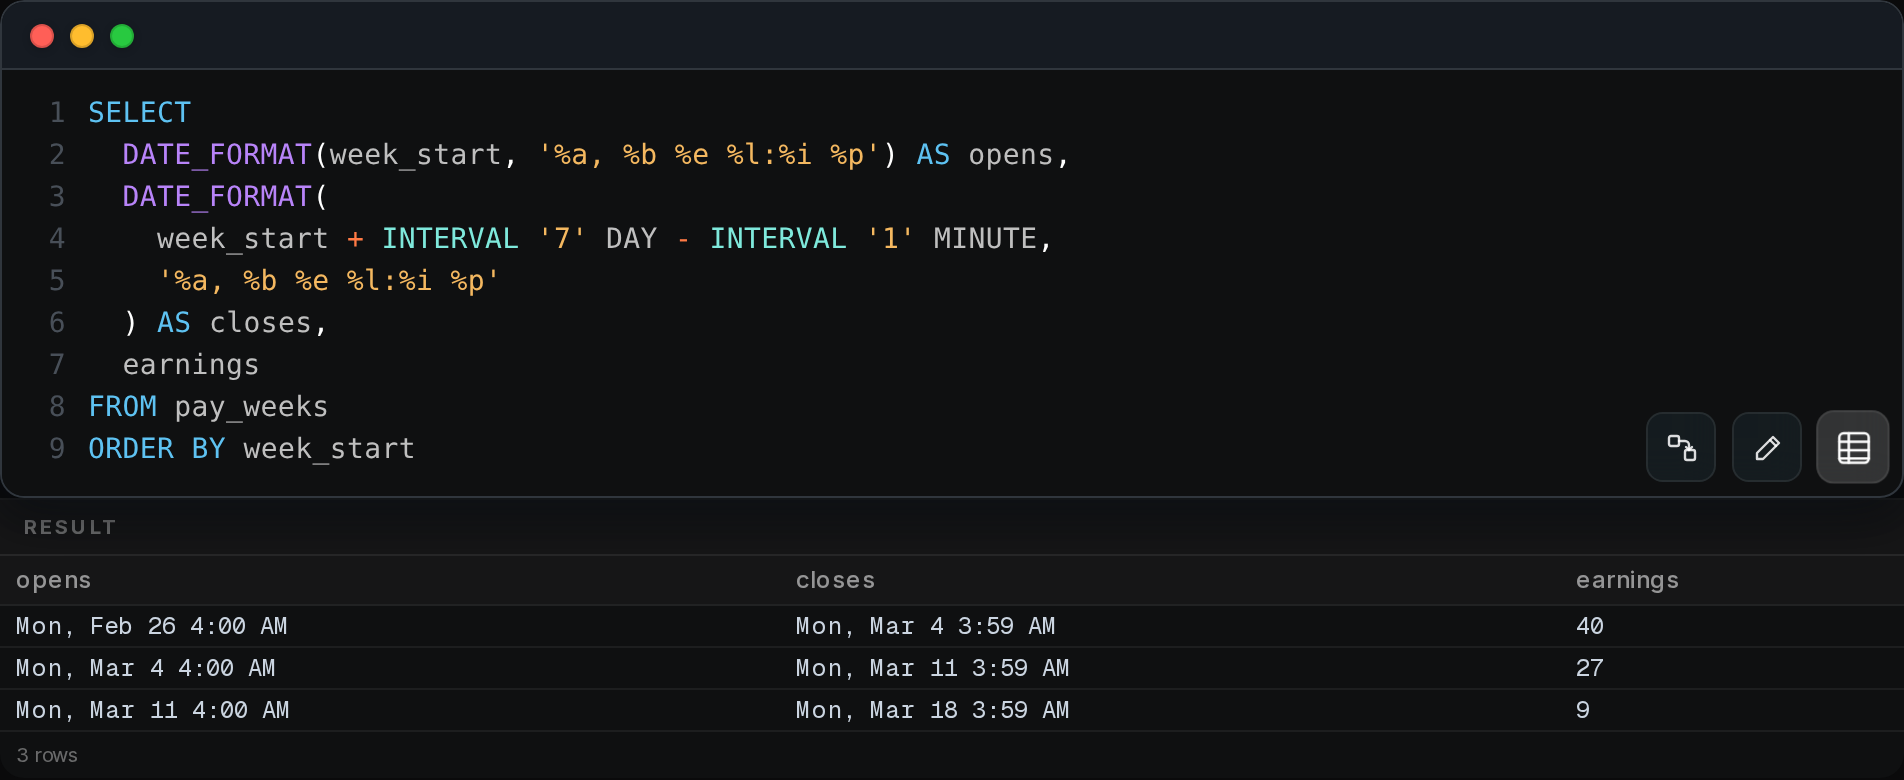 1 SELECT
2 DATE_FORMAT(week_start, '%a, %b %e %l:%i %p') AS opens,
3 DATE_FORMAT(
4 week_start + INTERVAL '7' DAY - INTERVAL '1' MINUTE,
5 '%a, %b %e %l:%i %p'
6 ) AS closes,
7 earnings
8 FROM pay_weeks
9 ORDER BY week_start
RESULT
opens closes earnings
Mon, Feb 26 4:00 AM Mon, Mar 4 3:59 AM 40
Mon, Mar 4 4:00 AM Mon, Mar 11 3:59 AM 27
Mon, Mar 11 4:00 AM Mon, Mar 18 3:59 AM 9
3 rows